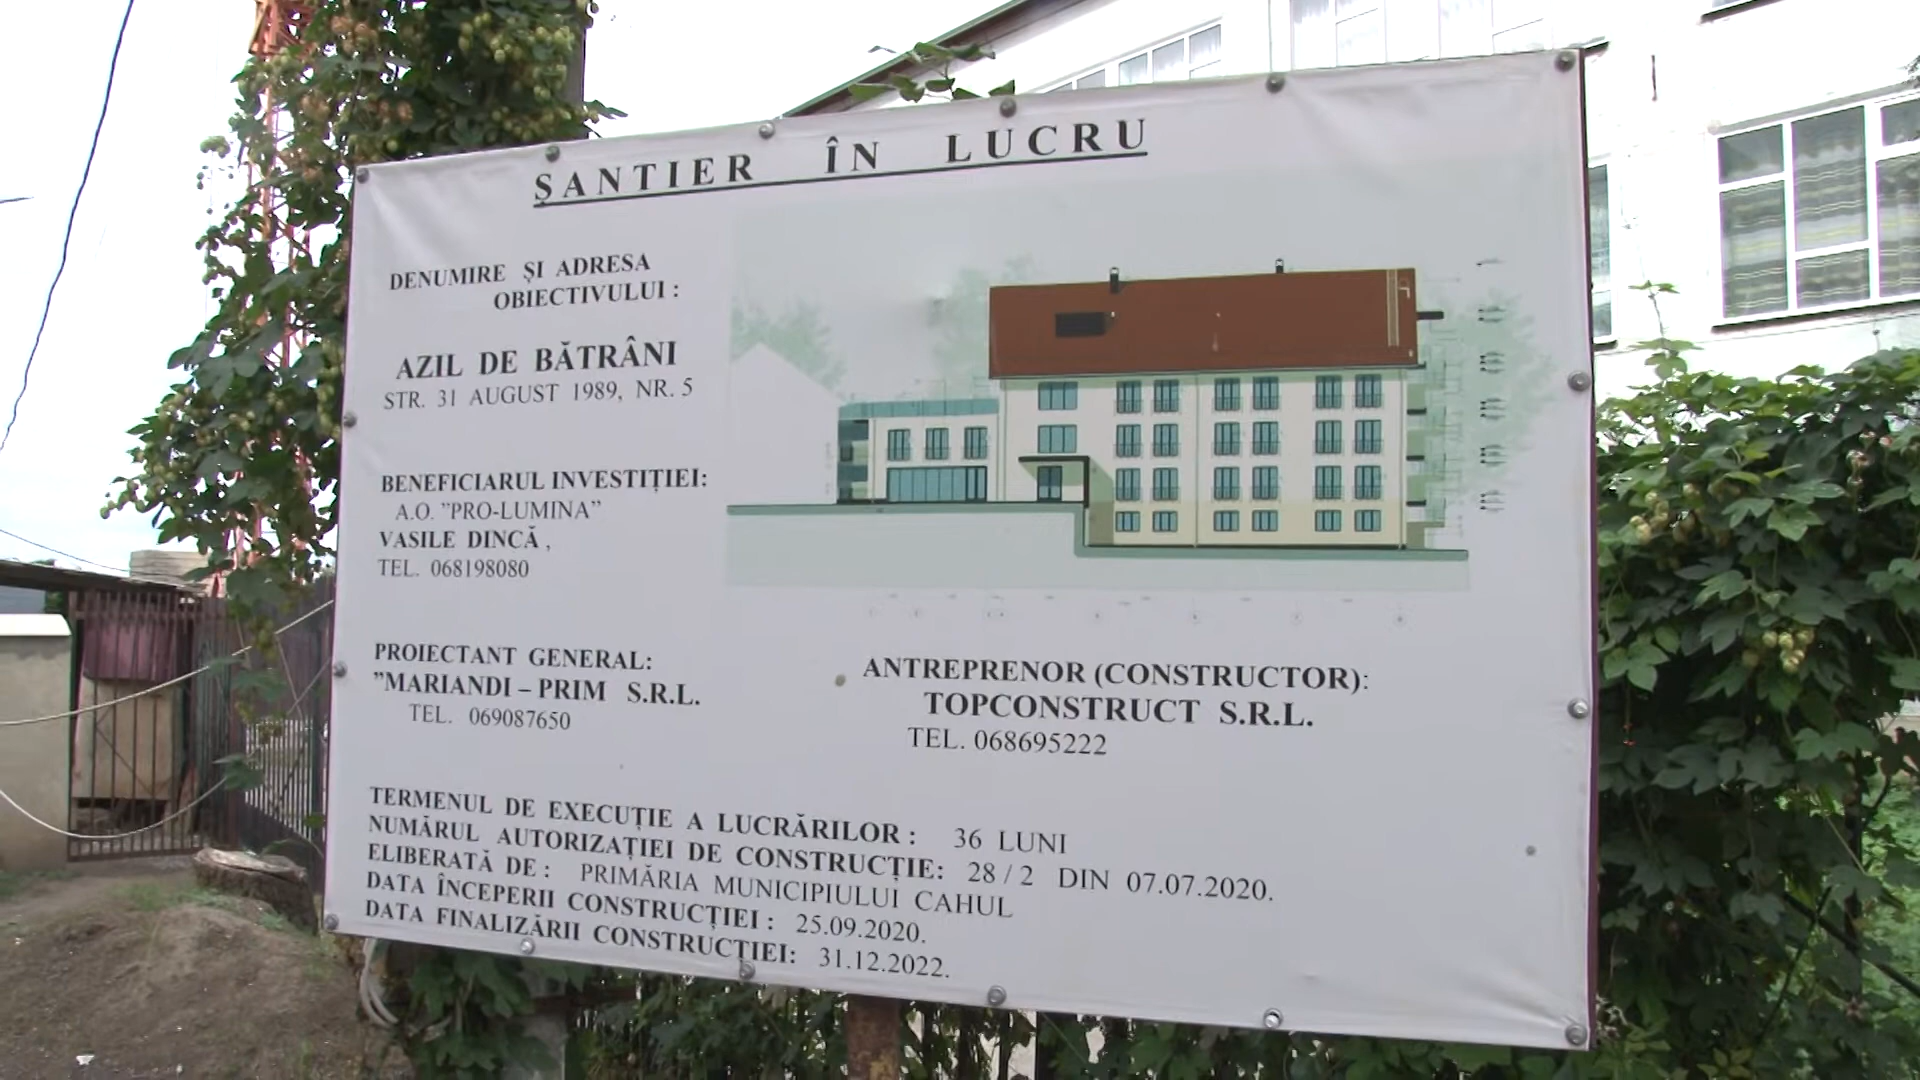 ȘANTIER ÎN LUCRU
DENUMIRE ȘI ADRESA
OBIECTIVULUI :
AZIL DE BĂTRÂNI
STR. 31 AUGUST 1989, NR. 5
BENEFICIARUL INVESTIȚIEI:
A.O. ”PRO-LUMINA”
VASILE DINCĂ ,
TEL. 068198080
PROIECTANT GENERAL:
”MARIANDI – PRIM S.R.L.
TEL. 069087650
ANTREPRENOR (CONSTRUCTOR):
TOPCONSTRUCT S.R.L.
TEL. 068695222
TERMENUL DE EXECUȚIE A LUCRĂRILOR : 36 LUNI
NUMĂRUL AUTORIZAȚIEI DE CONSTRUCȚIE: 28 / 2 DIN 07.07.2020.
ELIBERATĂ DE : PRIMĂRIA MUNICIPIULUI CAHUL
DATA ÎNCEPERII CONSTRUCȚIEI : 25.09.2020.
DATA FINALIZĂRII CONSTRUCȚIEI: 31.12.2022.